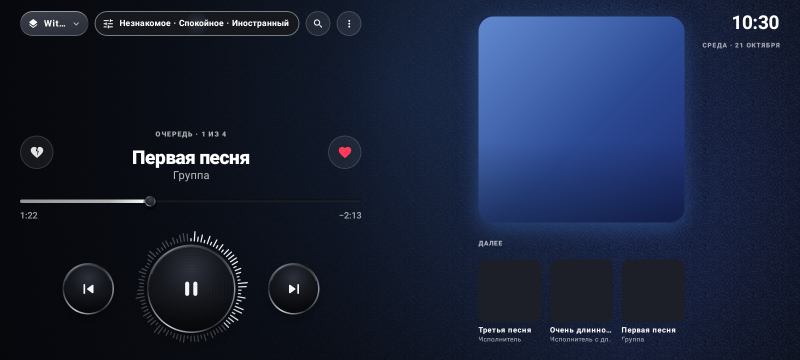 Wit…
Незнакомое · Спокойное · Иностранный
10:30
СРЕДА · 21 ОКТЯБРЯ
ОЧЕРЕДЬ · 1 ИЗ 4
Первая песня
Группа
1:22
−2:13
ДАЛЕЕ
Третья песня
Исполнитель
Очень длинно…
Исполнитель с дл.
Первая песня
Группа